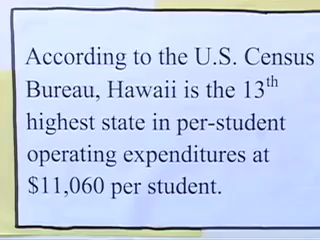 According to the U.S. Census
Bureau, Hawaii is the 13th
highest state in per-student
operating expenditures at
$11,060 per student.